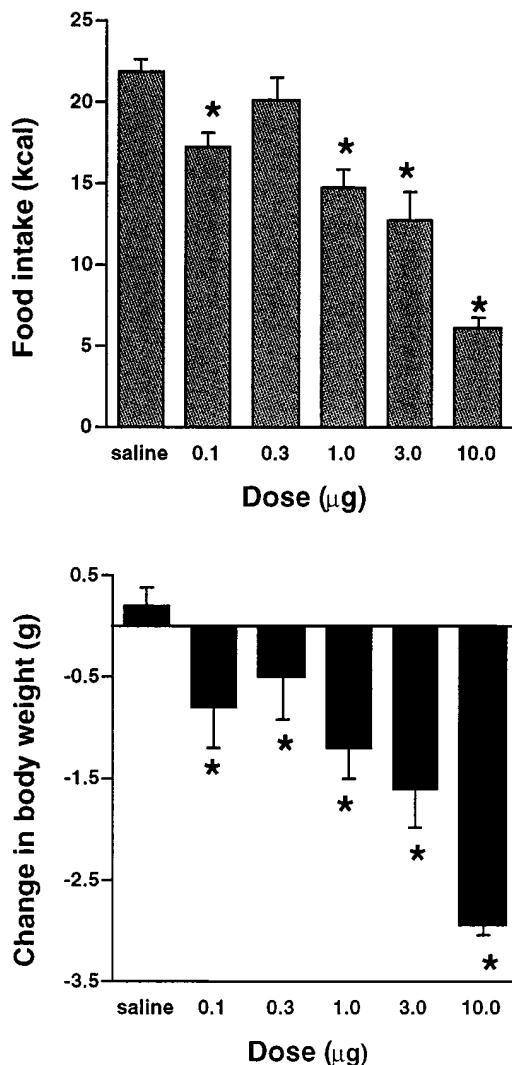 25
20
15
10
5
0
Food intake (kcal)
* * * *
saline 0.1 0.3 1.0 3.0 10.0
Dose (μg)
0.5
-0.5
-1.5
-2.5
-3.5
Change in body weight (g)
* * * * *
saline 0.1 0.3 1.0 3.0 10.0
Dose (μg)